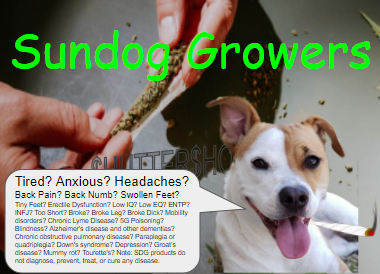 Sundog Growers
SHUTTER$HO
Tired? Anxious? Headaches?
Back Pain? Back Numb? Swollen Feet?
Tiny Feet? Erectile Dysfunction? Low IQ? Low EQ? ENTP?
INFJ? Too Short? Broke? Broke Leg? Broke Dick? Mobility
disorders? Chronic Lyme Disease? 5G Poisoning?
Blindness? Alzheimer's disease and other dementias?
Chronic obstructive pulmonary disease? Paraplegia or
quadriplegia? Down's syndrome? Depression? Groat's
disease? Mummy rot? Tourette's? Note: SDG products do
not diagnose, prevent, treat, or cure any disease.